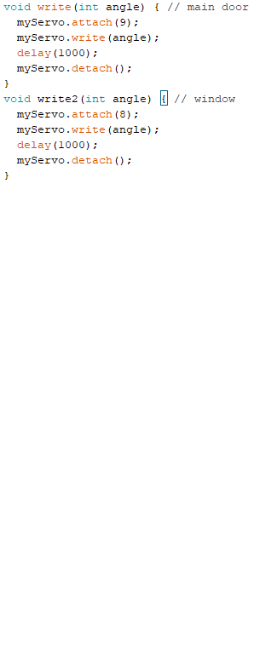 void write(int angle) { // main door
  myServo.attach(9);
  myServo.write(angle);
  delay(1000);
  myServo.detach();
}
void write2(int angle) { // window
  myServo.attach(8);
  myServo.write(angle);
  delay(1000);
  myServo.detach();
}